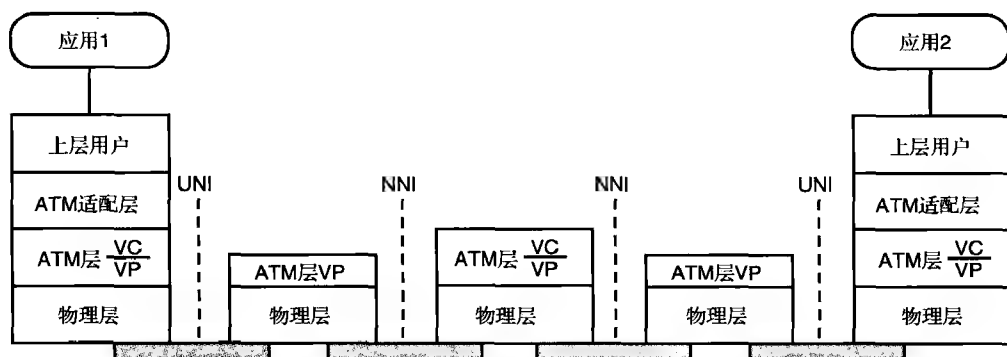 应用1
应用2
上层用户
上层用户
UNI
NNI
NNI
UNI
ATM适配层
ATM适配层
ATM层 VC/VP
ATM层VP
ATM层 VC/VP
ATM层VP
ATM层 VC/VP
物理层
物理层
物理层
物理层
物理层